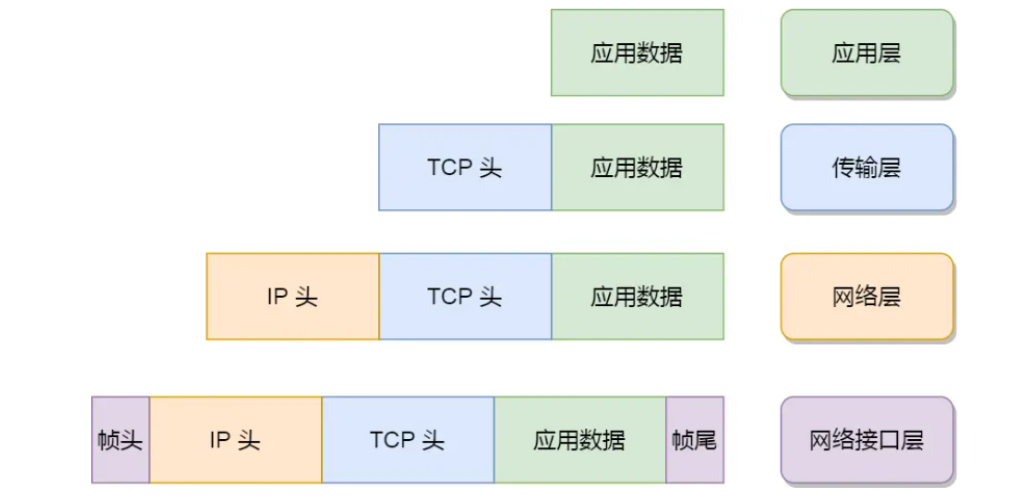 应用数据 应用层
TCP 头 应用数据 传输层
IP 头 TCP 头 应用数据 网络层
帧头 IP 头 TCP 头 应用数据 帧尾 网络接口层